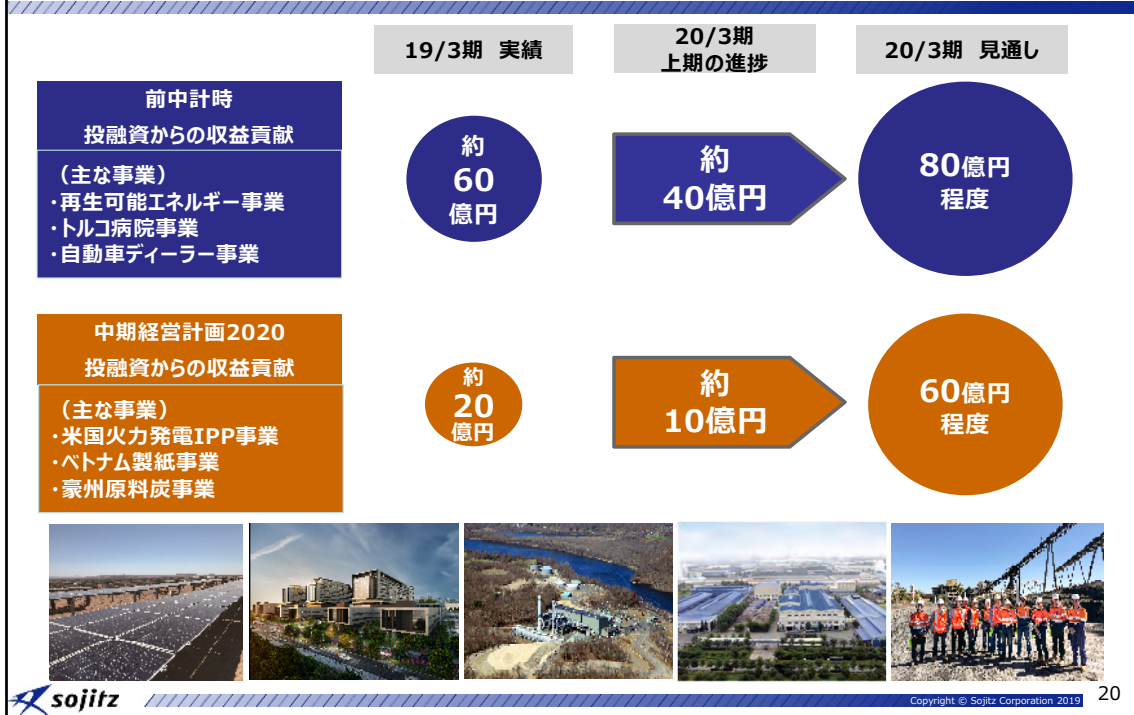 19/3期 実績
20/3期
上期の進捗
20/3期 見通し
前中計時
投融資からの収益貢献
（主な事業）
・再生可能エネルギー事業
・トルコ病院事業
・自動車ディーラー事業
約
60
億円
約
40億円
80億円
程度
中期経営計画2020
投融資からの収益貢献
（主な事業）
・米国火力発電IPP事業
・ベトナム製紙事業
・豪州原料炭事業
約
20
億円
約
10億円
60億円
程度
sojitz
Copyright © Sojitz Corporation 2019
20